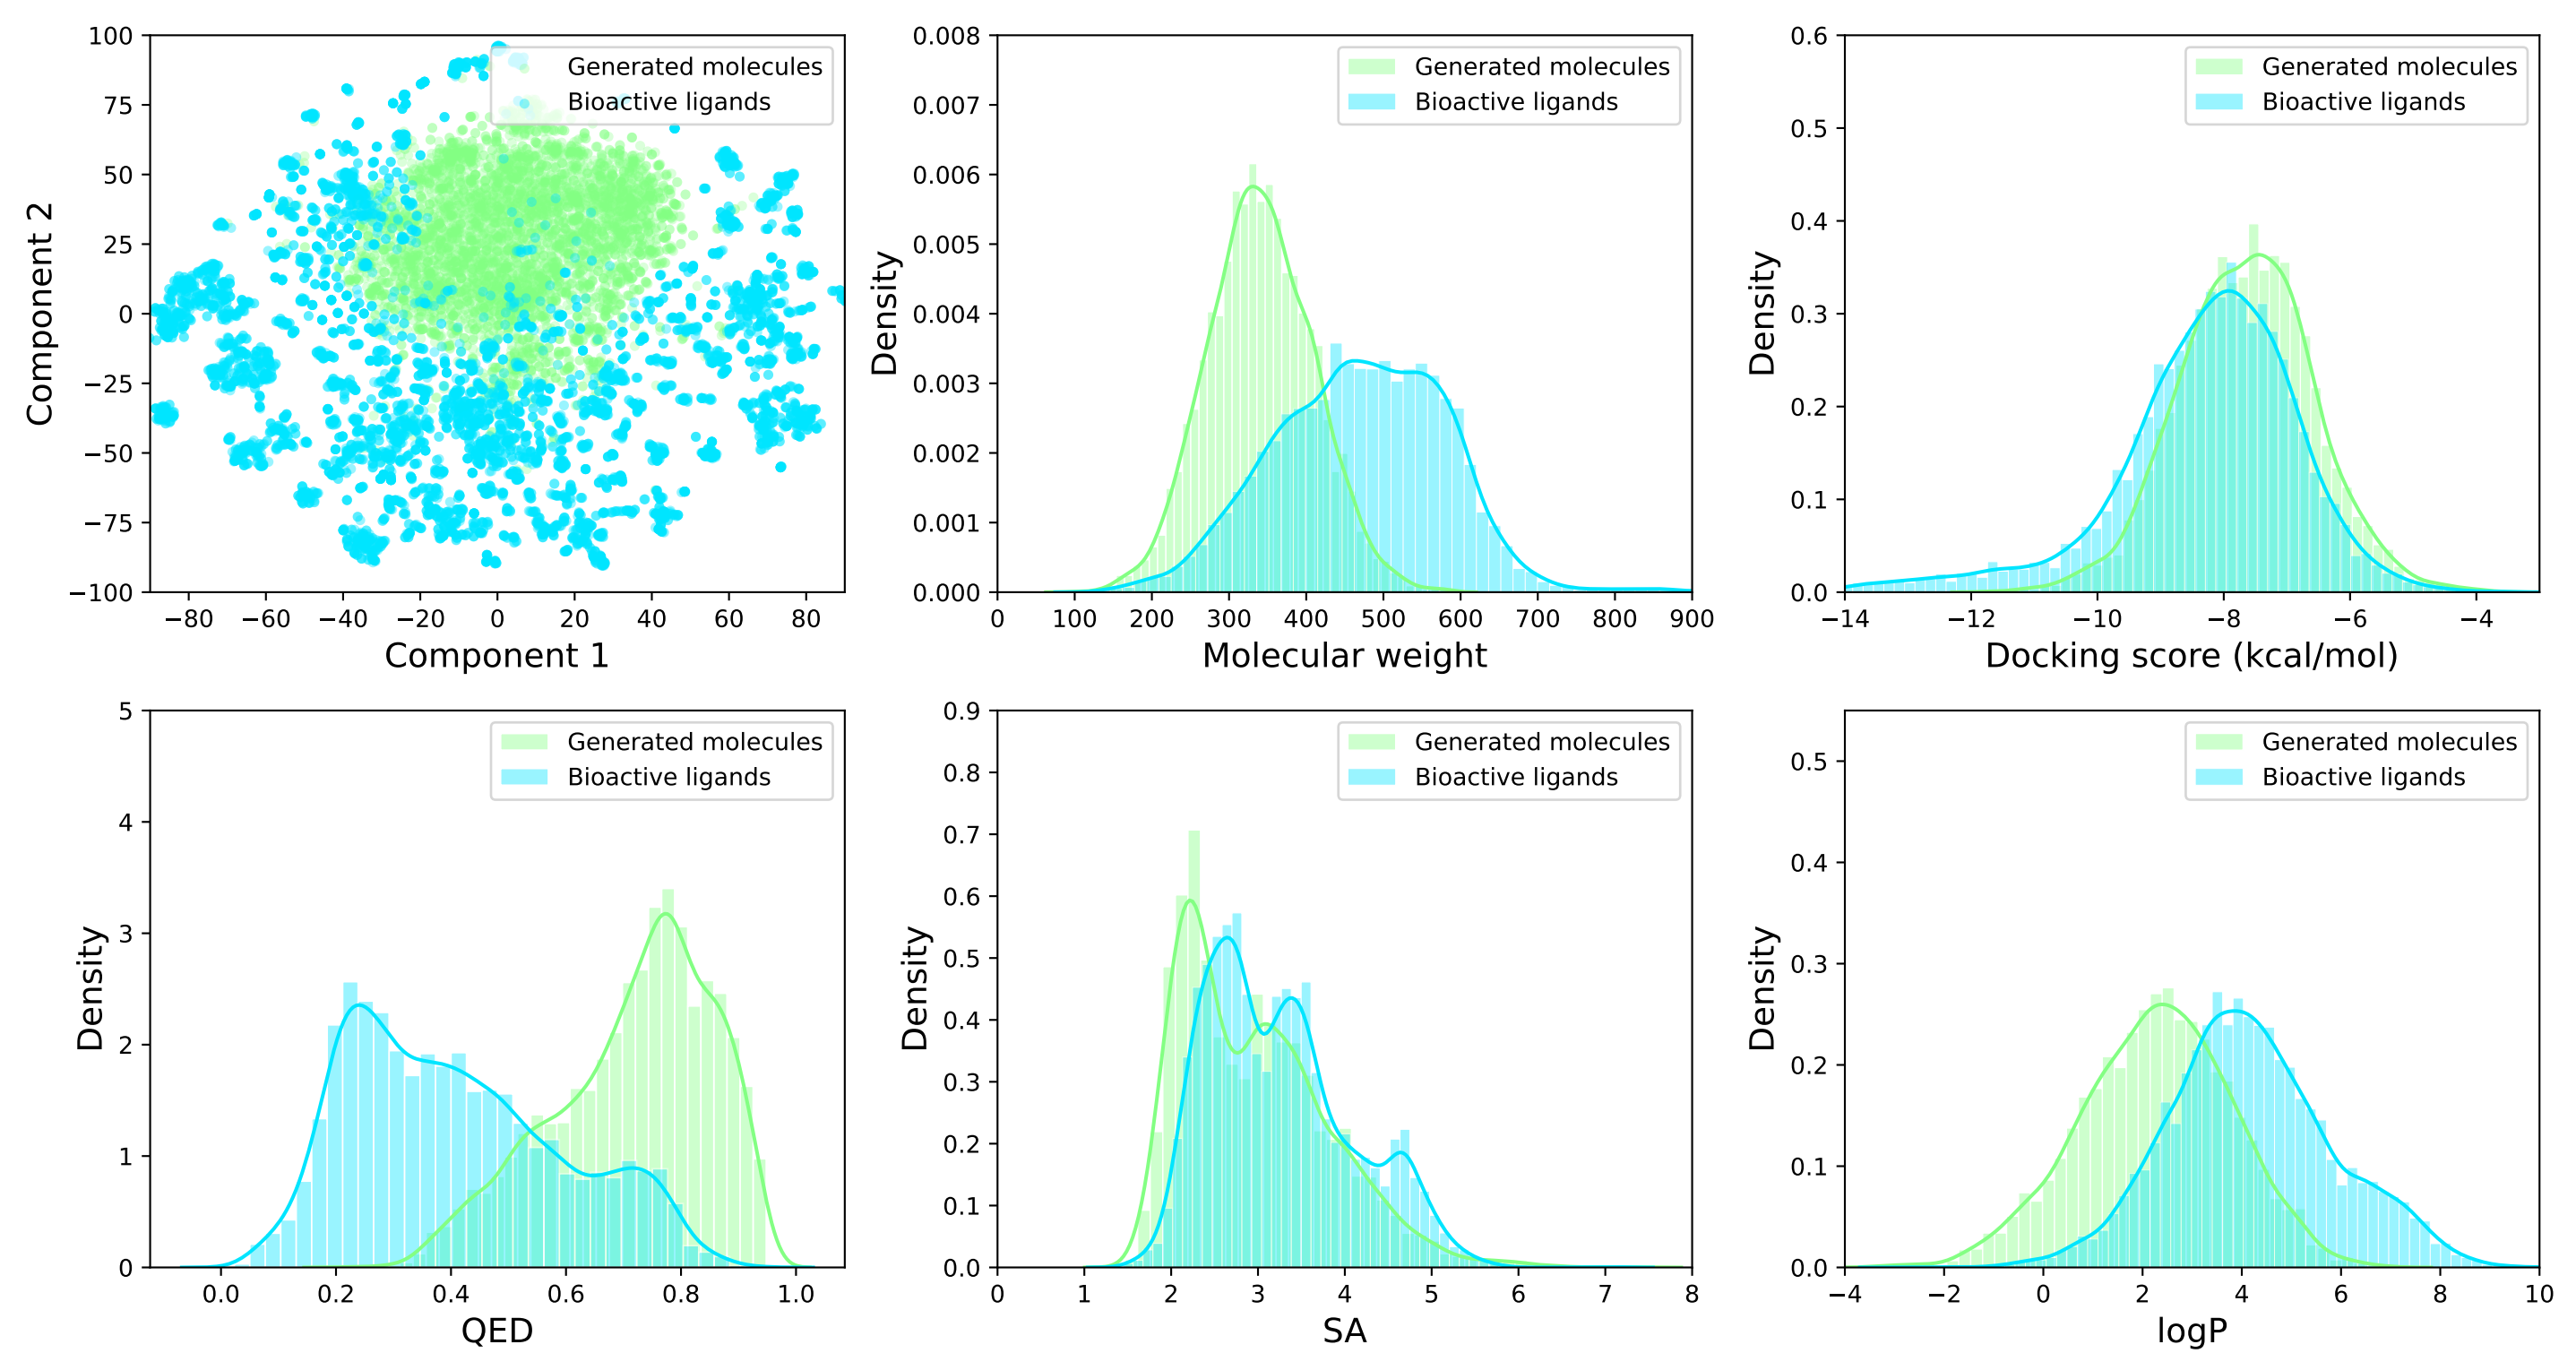 Generated molecules
Bioactive ligands
100
75
50
25
0
−25
−50
−75
−100
Component 2
−80 −60 −40 −20 0 20 40 60 80
Component 1
Generated molecules
Bioactive ligands
0.008
0.007
0.006
0.005
0.004
0.003
0.002
0.001
0.000
Density
0 100 200 300 400 500 600 700 800 900
Molecular weight
Generated molecules
Bioactive ligands
0.6
0.5
0.4
0.3
0.2
0.1
0.0
Density
−14 −12 −10 −8 −6 −4
Docking score (kcal/mol)
Generated molecules
Bioactive ligands
5
4
3
2
1
0
Density
0.0 0.2 0.4 0.6 0.8 1.0
QED
Generated molecules
Bioactive ligands
0.9
0.8
0.7
0.6
0.5
0.4
0.3
0.2
0.1
0.0
Density
0 1 2 3 4 5 6 7 8
SA
Generated molecules
Bioactive ligands
0.5
0.4
0.3
0.2
0.1
0.0
Density
−4 −2 0 2 4 6 8 10
logP